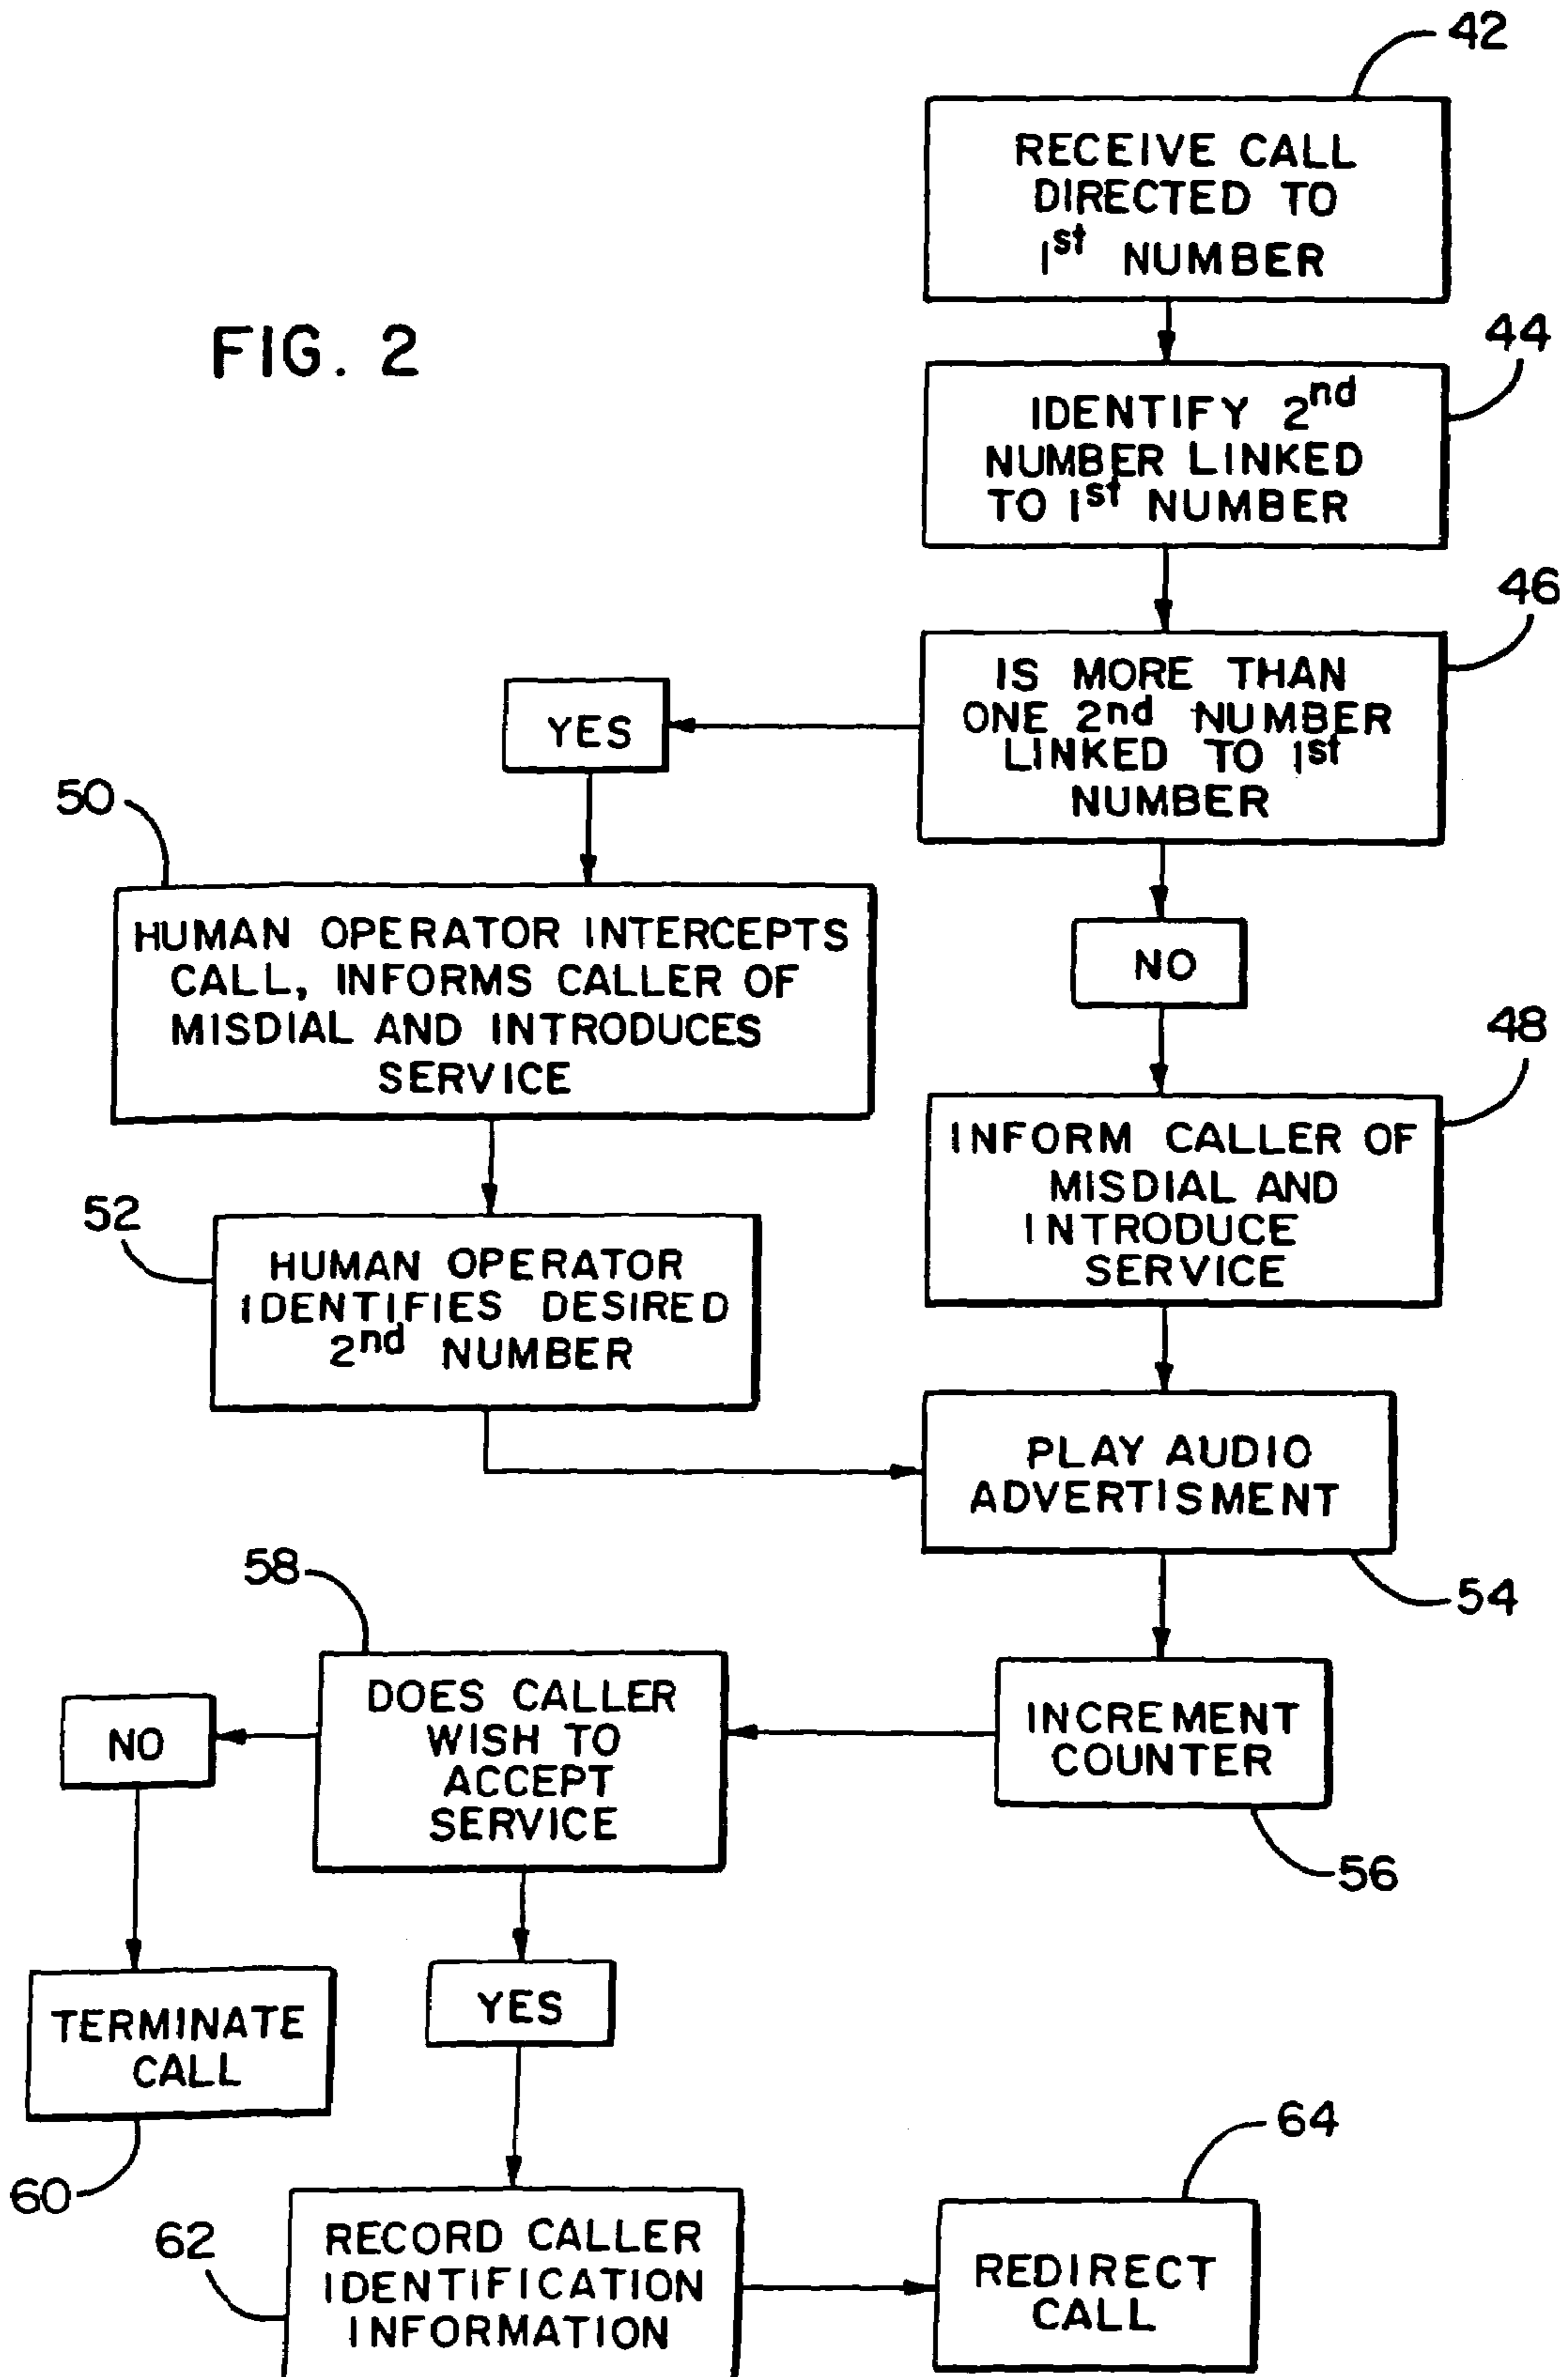 42
RECEIVE CALL
DIRECTED TO
1st NUMBER
FIG. 2
44
IDENTIFY 2nd
NUMBER LINKED
TO 1st NUMBER
46
IS MORE THAN
ONE 2nd NUMBER
LINKED TO 1st
NUMBER
YES
50
NO
HUMAN OPERATOR INTERCEPTS
CALL, INFORMS CALLER OF
MISDIAL AND INTRODUCES
SERVICE
48
INFORM CALLER OF
MISDIAL AND
INTRODUCE
SERVICE
52
HUMAN OPERATOR
IDENTIFIES DESIRED
2nd NUMBER
PLAY AUDIO
ADVERTISMENT
54
58
DOES CALLER
WISH TO
ACCEPT
SERVICE
INCREMENT
COUNTER
56
NO
YES
TERMINATE
CALL
60
62
RECORD CALLER
IDENTIFICATION
INFORMATION
64
REDIRECT
CALL